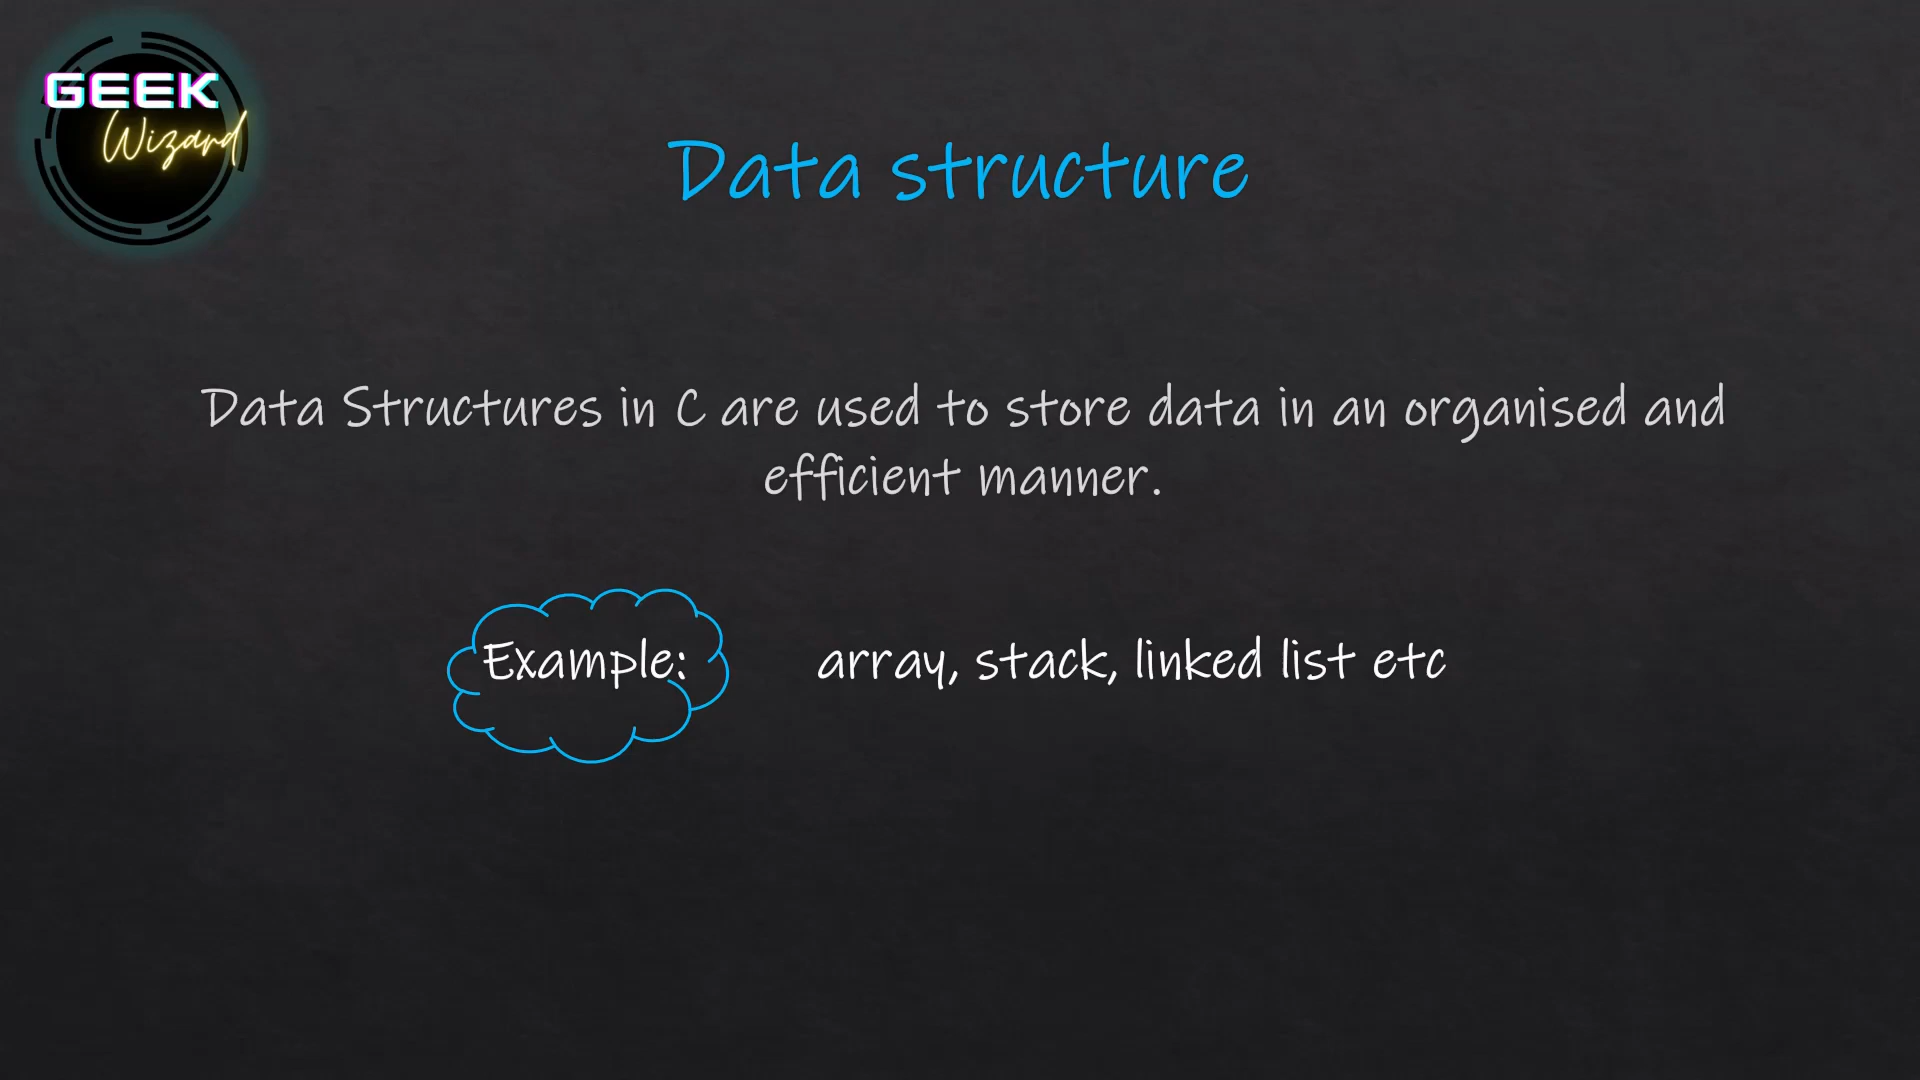 GEEK
Wizard
Data structure
Data Structures in C are used to store data in an organised and
efficient manner.
Example: array, stack, linked list etc